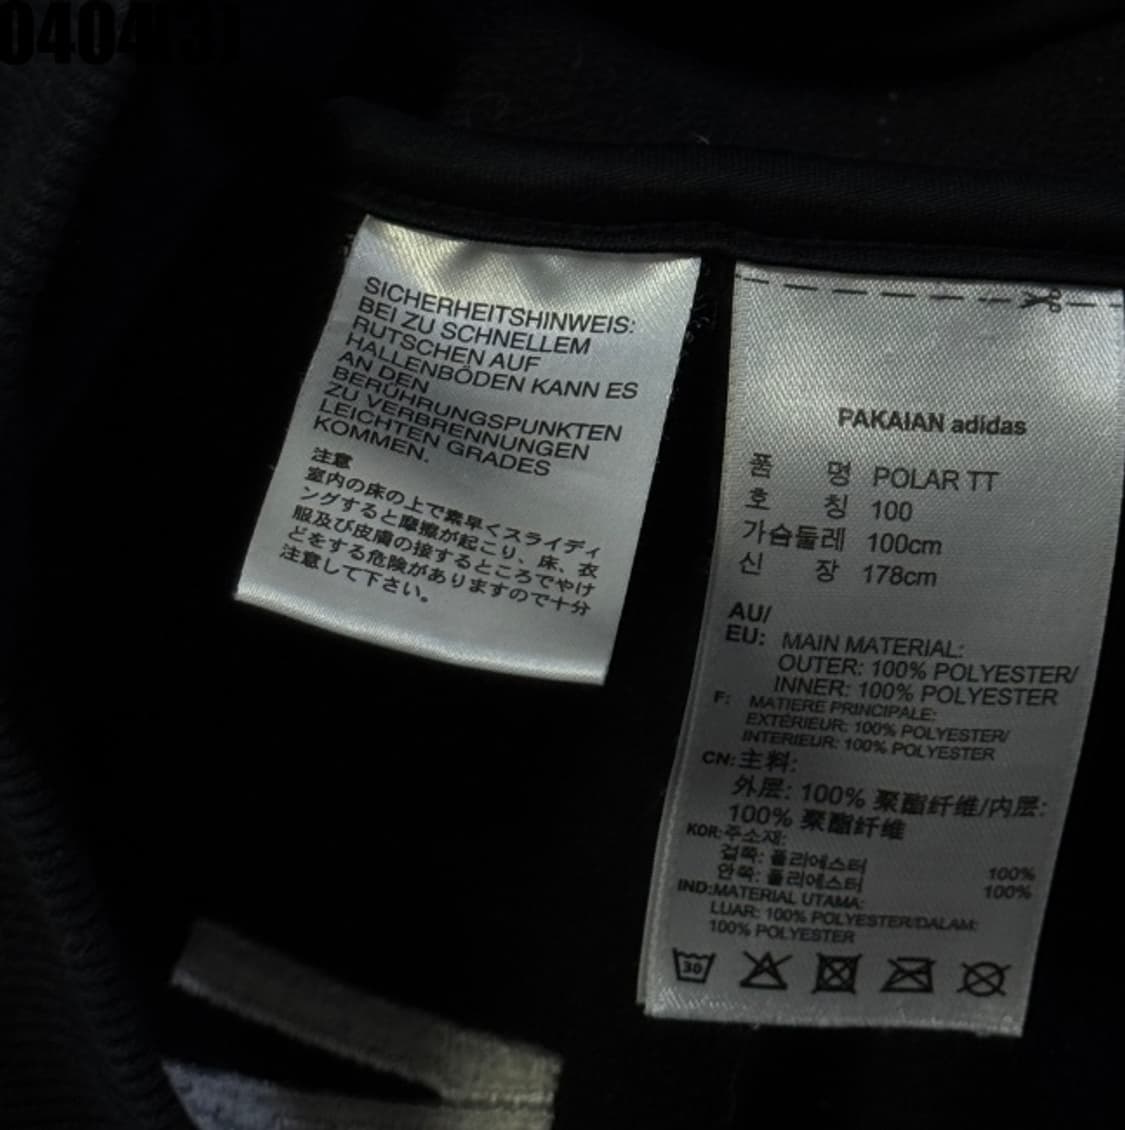 0404(3)
SICHERHEITSHINWEIS:
BEI ZU SCHNELLEM
RUTSCHEN AUF
HALLENBÖDEN KANN ES
AN DEN
BERÜHRUNGSPUNKTEN
ZU VERBRENNUNGEN
LEICHTEN GRADES
KOMMEN.
注意
室内の床の上で素早くスライディ
ングすると摩擦が起こり、床、衣
服及び皮膚の接するところでやけ
どをする危険がありますので十分
注意して下さい。
PAKAIAN adidas
품 명 POLAR TT
호 칭 100
가슴둘레 100cm
신 장 178cm
AU/
EU: MAIN MATERIAL:
OUTER: 100% POLYESTER/
INNER: 100% POLYESTER
F: MATIERE PRINCIPALE:
EXTÉRIEUR: 100% POLYESTER/
INTERIEUR: 100% POLYESTER
CN: 主料:
外层: 100% 聚酯纤维/内层:
100% 聚酯纤维
KOR: 주소재:
겉쪽: 폴리에스터 100%
안쪽: 폴리에스터 100%
IND: MATERIAL UTAMA:
LUAR: 100% POLYESTER/DALAM:
100% POLYESTER
30